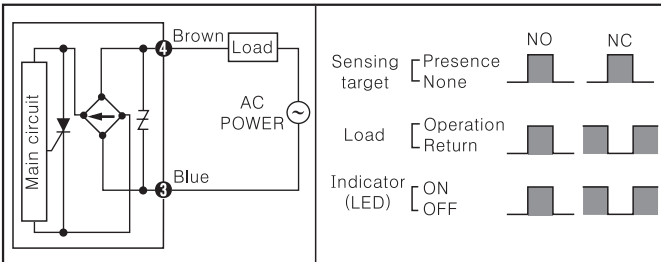 Main circuit
4
Brown
Load
AC
POWER
~
3
Blue
NO
NC
Sensing
target
Presence
None
Load
Operation
Return
Indicator
(LED)
ON
OFF